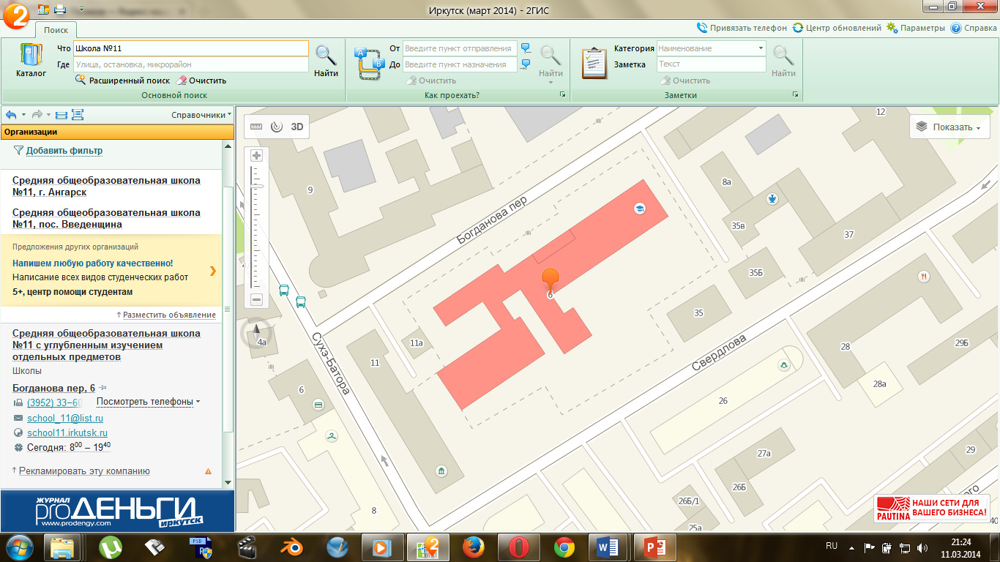 Иркутск (март 2014) - 2ГИС
Поиск
Привязать телефон
Центр обновлений
Параметры
Справка
Каталог
Что Школа №11
Где Улица, остановка, микрорайон
Расширенный поиск Очистить
Найти
Основной поиск
От Введите пункт отправления
До Введите пункт назначения
Очистить
Найти
Как проехать?
Категория Наименование
Заметка Текст
Очистить
Найти
Заметки
Справочники
Организации
Добавить фильтр
Средняя общеобразовательная школа
№11, г. Ангарск
Средняя общеобразовательная школа
№11, пос. Введенщина
Предложения других организаций
Напишем любую работу качественно!
Написание всех видов студенческих работ
5+, центр помощи студентам
Разместить объявление
Средняя общеобразовательная школа
№11 с углубленным изучением
отдельных предметов
Школы
Богданова пер, 6
(3952) 33–60 Посмотреть телефоны
school_11@list.ru
school11.irkutsk.ru
Сегодня: 8⁰⁰ – 19⁴⁰
Рекламировать эту компанию
ЖУРНАЛ
proДЕНЬГИ
www.prodengy.com
ИРКУТСК
3D
Показать
12
9
8а
Богданова пер
35в
37
35Б
6
35
4а
11а
11
Сухэ-Батора
Свердлова
28
29Б
28а
6
26
27а
29
26Б
26Б/1
8
25а
40
PAUTINA
НАШИ СЕТИ ДЛЯ
ВАШЕГО БИЗНЕСА!
RU
21:24
11.03.2014